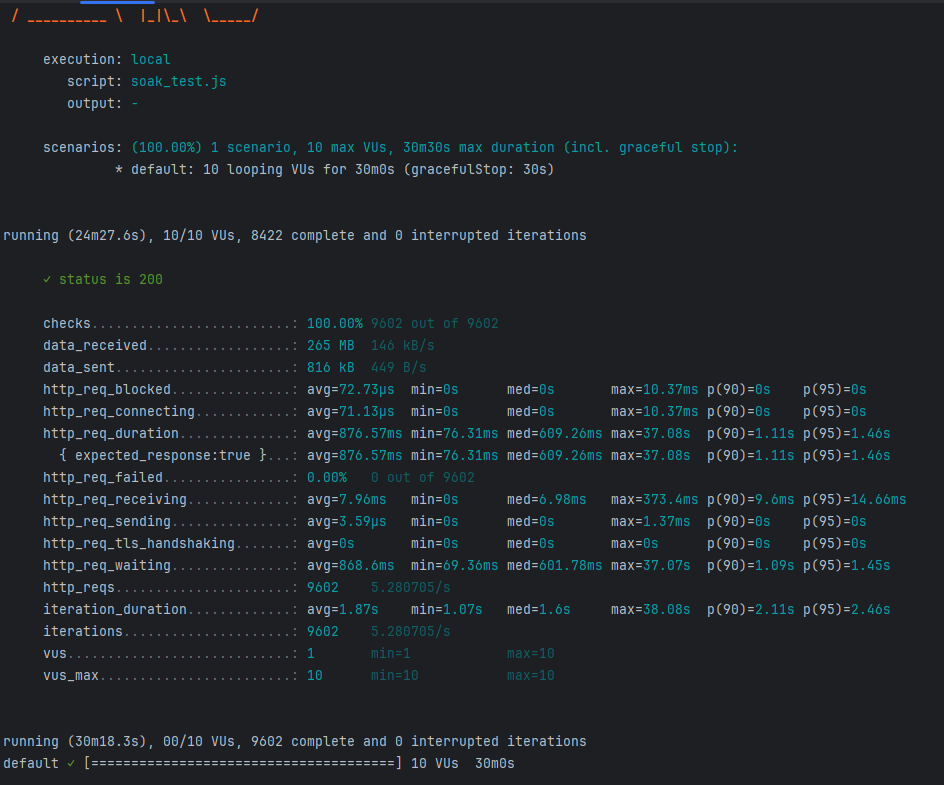 / __________ \  |_|\_\  \_____/
execution: local
script: soak_test.js
output: -
scenarios: (100.00%) 1 scenario, 10 max VUs, 30m30s max duration (incl. graceful stop):
* default: 10 looping VUs for 30m0s (gracefulStop: 30s)
running (24m27.6s), 10/10 VUs, 8422 complete and 0 interrupted iterations
✓ status is 200
checks.........................: 100.00% 9602 out of 9602
data_received..................: 265 MB  146 kB/s
data_sent......................: 816 kB  449 B/s
http_req_blocked...............: avg=72.73µs  min=0s      med=0s       max=10.37ms p(90)=0s    p(95)=0s
http_req_connecting............: avg=71.13µs  min=0s      med=0s       max=10.37ms p(90)=0s    p(95)=0s
http_req_duration..............: avg=876.57ms min=76.31ms med=609.26ms max=37.08s  p(90)=1.11s p(95)=1.46s
{ expected_response:true }...: avg=876.57ms min=76.31ms med=609.26ms max=37.08s  p(90)=1.11s p(95)=1.46s
http_req_failed................: 0.00%   0 out of 9602
http_req_receiving.............: avg=7.96ms   min=0s      med=6.98ms   max=373.4ms p(90)=9.6ms p(95)=14.66ms
http_req_sending...............: avg=3.59µs   min=0s      med=0s       max=1.37ms  p(90)=0s    p(95)=0s
http_req_tls_handshaking.......: avg=0s       min=0s      med=0s       max=0s      p(90)=0s    p(95)=0s
http_req_waiting...............: avg=868.6ms  min=69.36ms med=601.78ms max=37.07s  p(90)=1.09s p(95)=1.45s
http_reqs......................: 9602    5.280705/s
iteration_duration.............: avg=1.87s    min=1.07s   med=1.6s     max=38.08s  p(90)=2.11s p(95)=2.46s
iterations.....................: 9602    5.280705/s
vus............................: 1       min=1            max=10
vus_max........................: 10      min=10           max=10
running (30m18.3s), 00/10 VUs, 9602 complete and 0 interrupted iterations
default ✓ [======================================] 10 VUs  30m0s